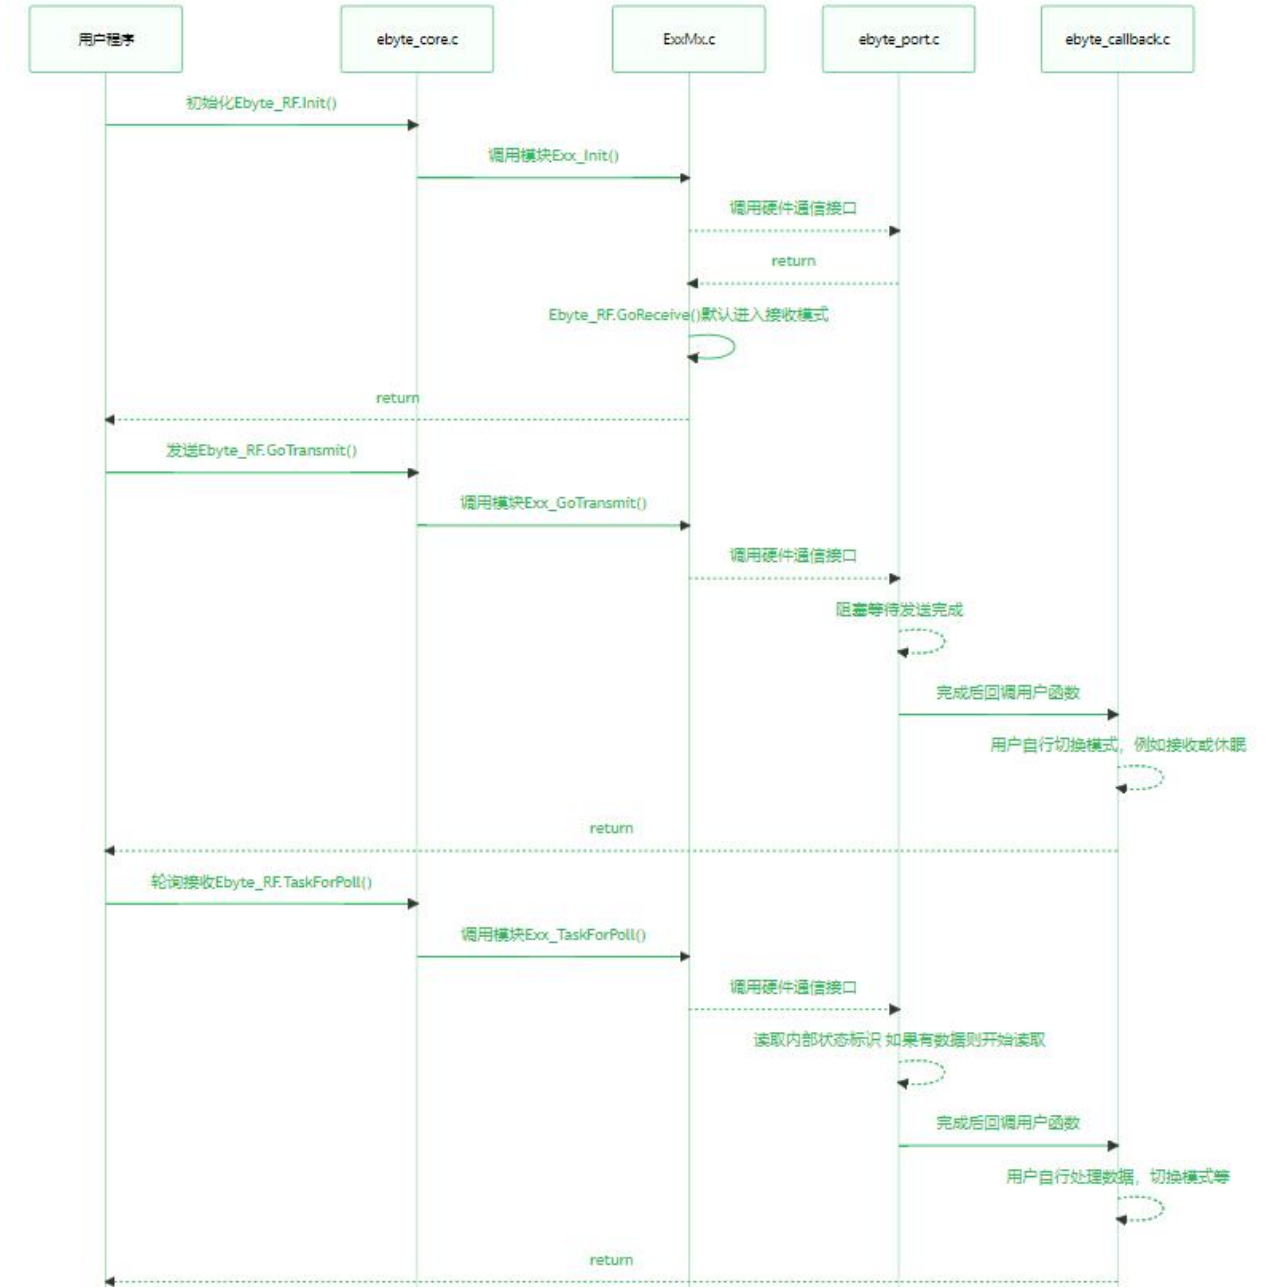 用户程序
ebyte_core.c
ExxMx.c
ebyte_port.c
ebyte_callback.c
初始化Ebyte_RF.Init()
调用模块Exx_Init()
调用硬件通信接口
return
Ebyte_RF.GoReceive()默认进入接收模式
return
发送Ebyte_RF.GoTransmit()
调用模块Exx_GoTransmit()
调用硬件通信接口
阻塞等待发送完成
完成后回调用户函数
用户自行切换模式，例如接收或休眠
return
轮询接收Ebyte_RF.TaskForPoll()
调用模块Exx_TaskForPoll()
调用硬件通信接口
读取内部状态标识 如果有数据则开始读取
完成后回调用户函数
用户自行处理数据，切换模式等
return